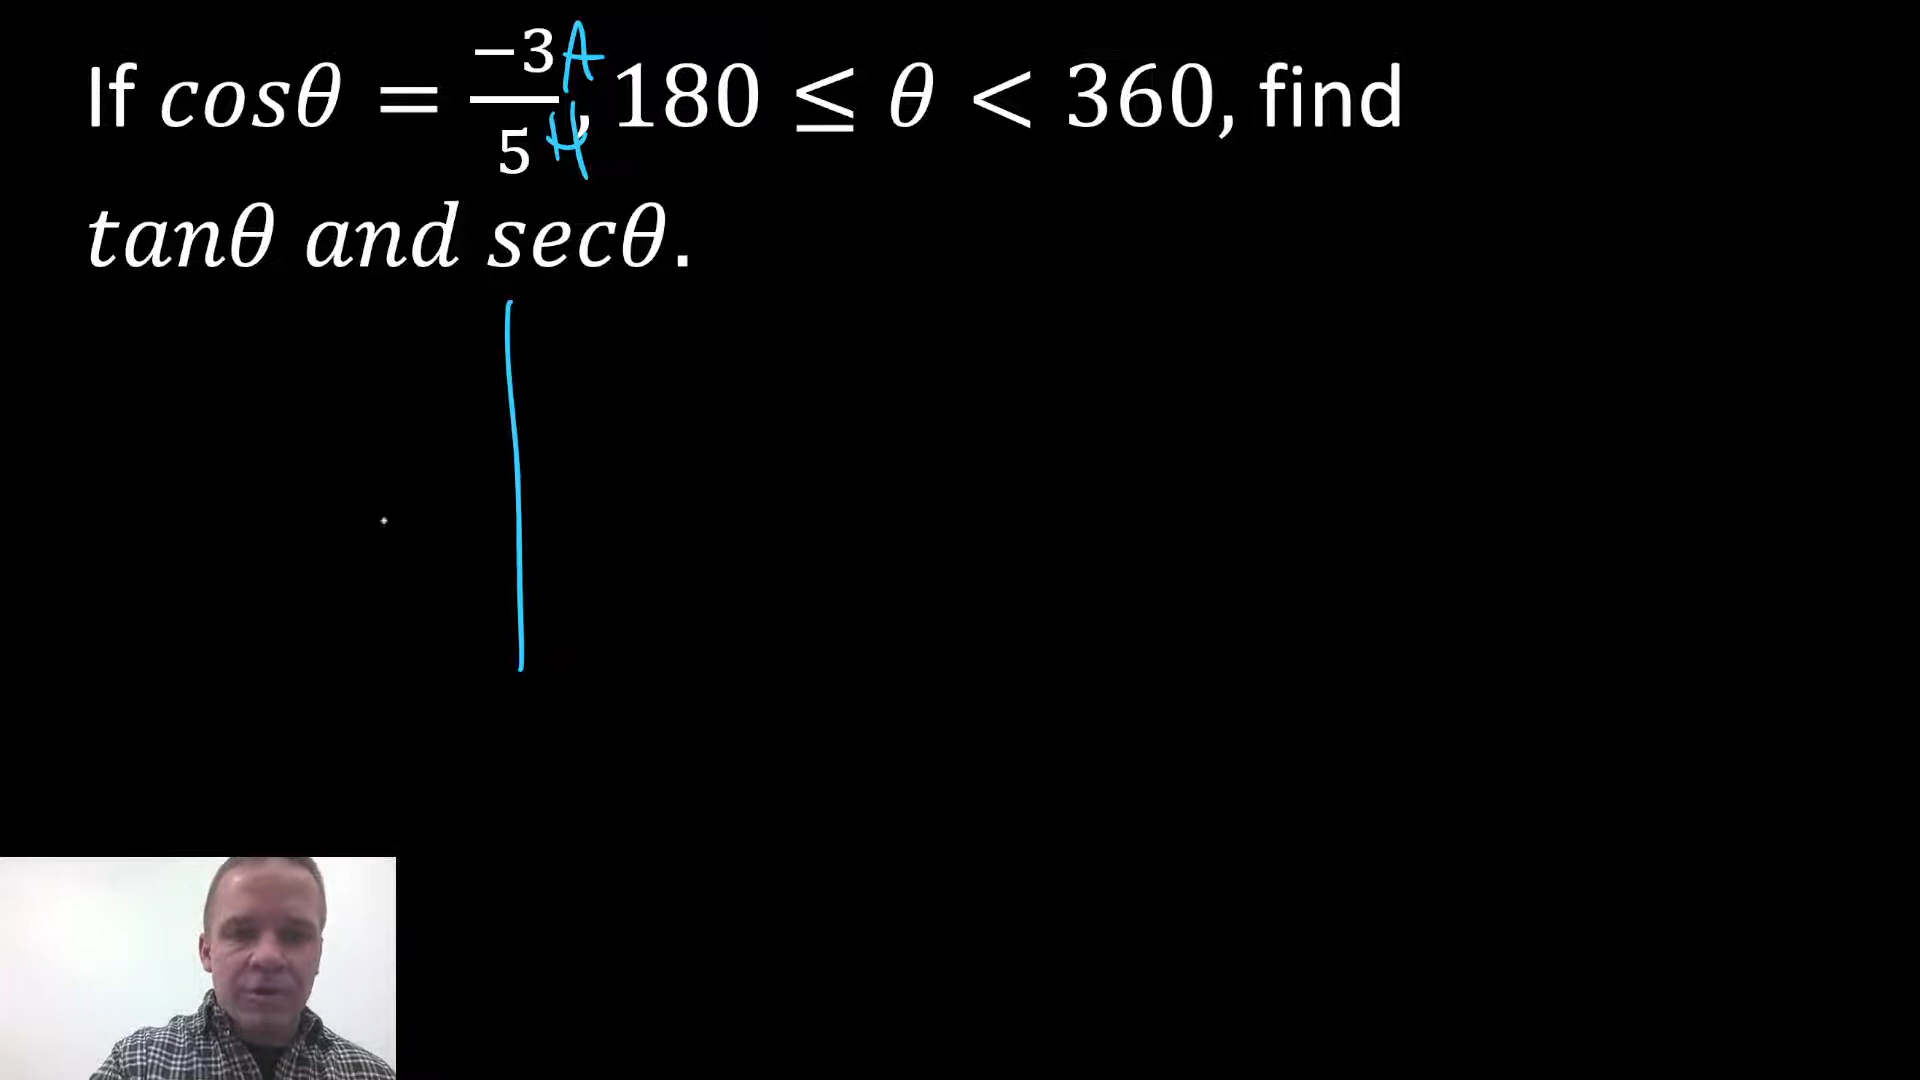 If cosθ = −3/5 A/H, 180 ≤ θ < 360, find
tanθ and secθ.